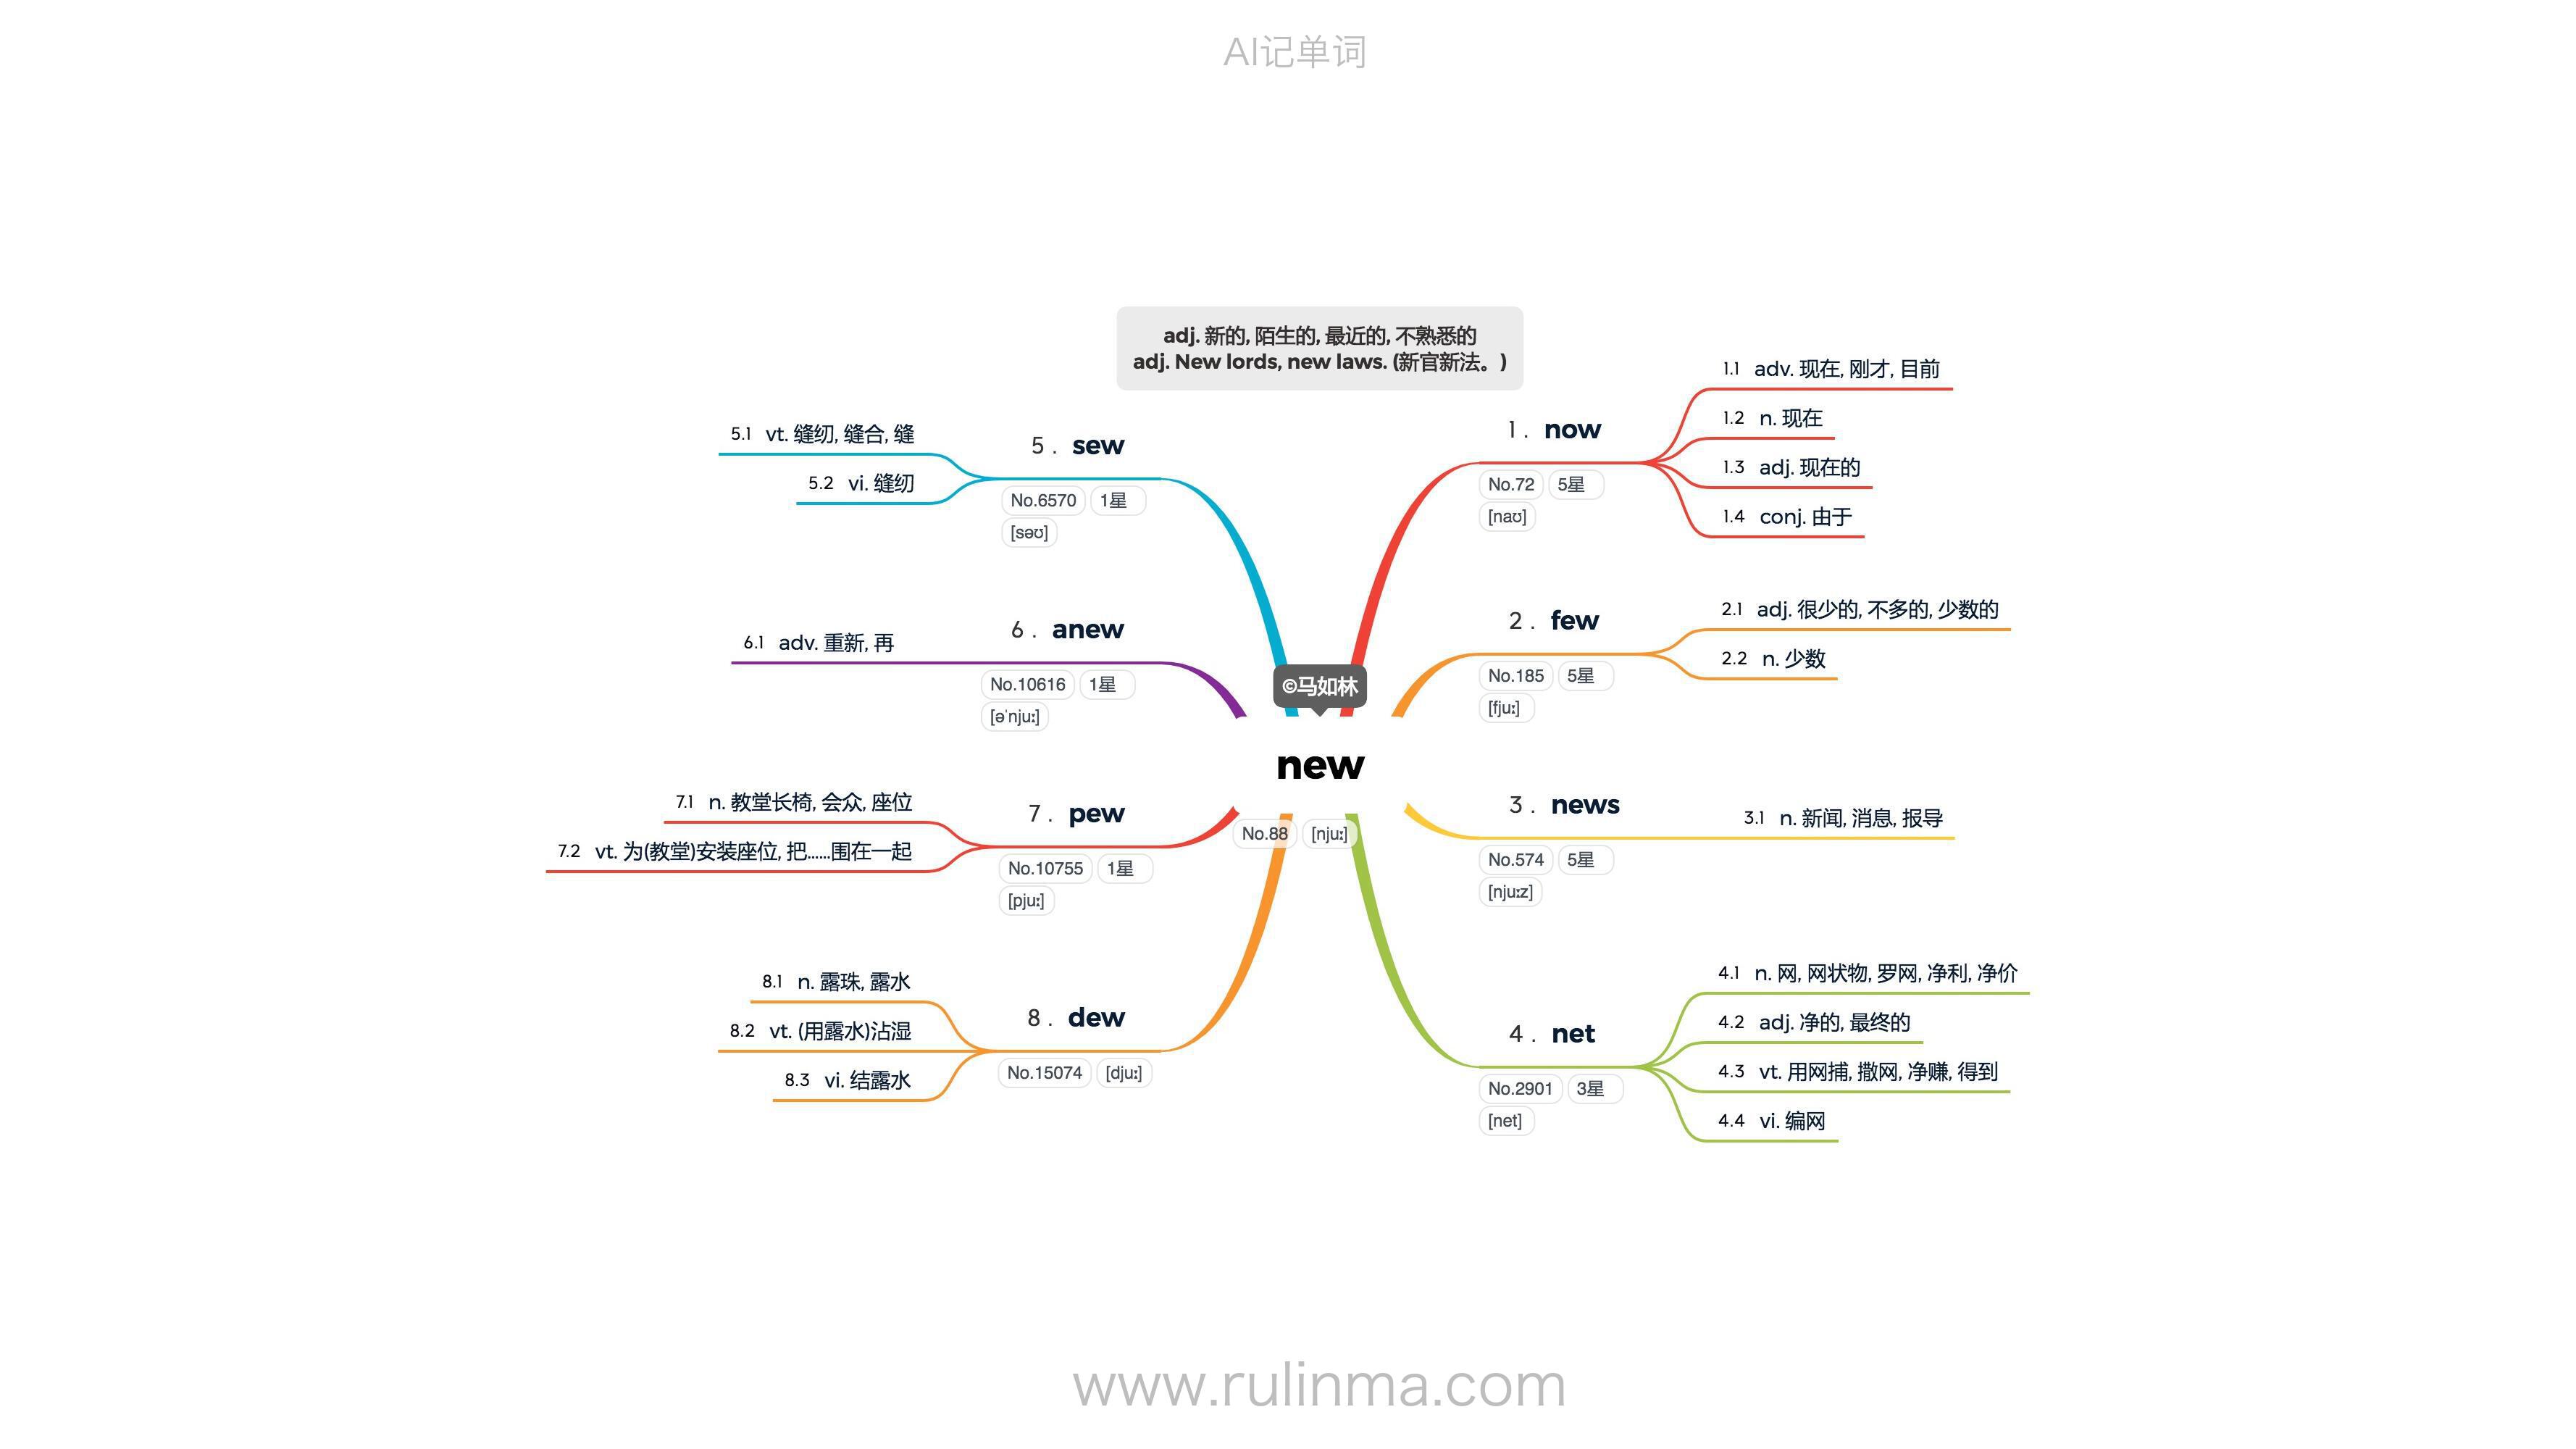 AI记单词
adj. 新的, 陌生的, 最近的, 不熟悉的
adj. New lords, new laws. (新官新法。)
©马如林
new
No.88 [njuː]
1. now
No.72 5星
[naʊ]
1.1 adv. 现在, 刚才, 目前
1.2 n. 现在
1.3 adj. 现在的
1.4 conj. 由于
2. few
No.185 5星
[fjuː]
2.1 adj. 很少的, 不多的, 少数的
2.2 n. 少数
3. news
No.574 5星
[njuːz]
3.1 n. 新闻, 消息, 报导
4. net
No.2901 3星
[net]
4.1 n. 网, 网状物, 罗网, 净利, 净价
4.2 adj. 净的, 最终的
4.3 vt. 用网捕, 撒网, 净赚, 得到
4.4 vi. 编网
5. sew
No.6570 1星
[səʊ]
5.1 vt. 缝纫, 缝合, 缝
5.2 vi. 缝纫
6. anew
No.10616 1星
[əˈnjuː]
6.1 adv. 重新, 再
7. pew
No.10755 1星
[pjuː]
7.1 n. 教堂长椅, 会众, 座位
7.2 vt. 为(教堂)安装座位, 把……围在一起
8. dew
No.15074 [djuː]
8.1 n. 露珠, 露水
8.2 vt. (用露水)沾湿
8.3 vi. 结露水
www.rulinma.com